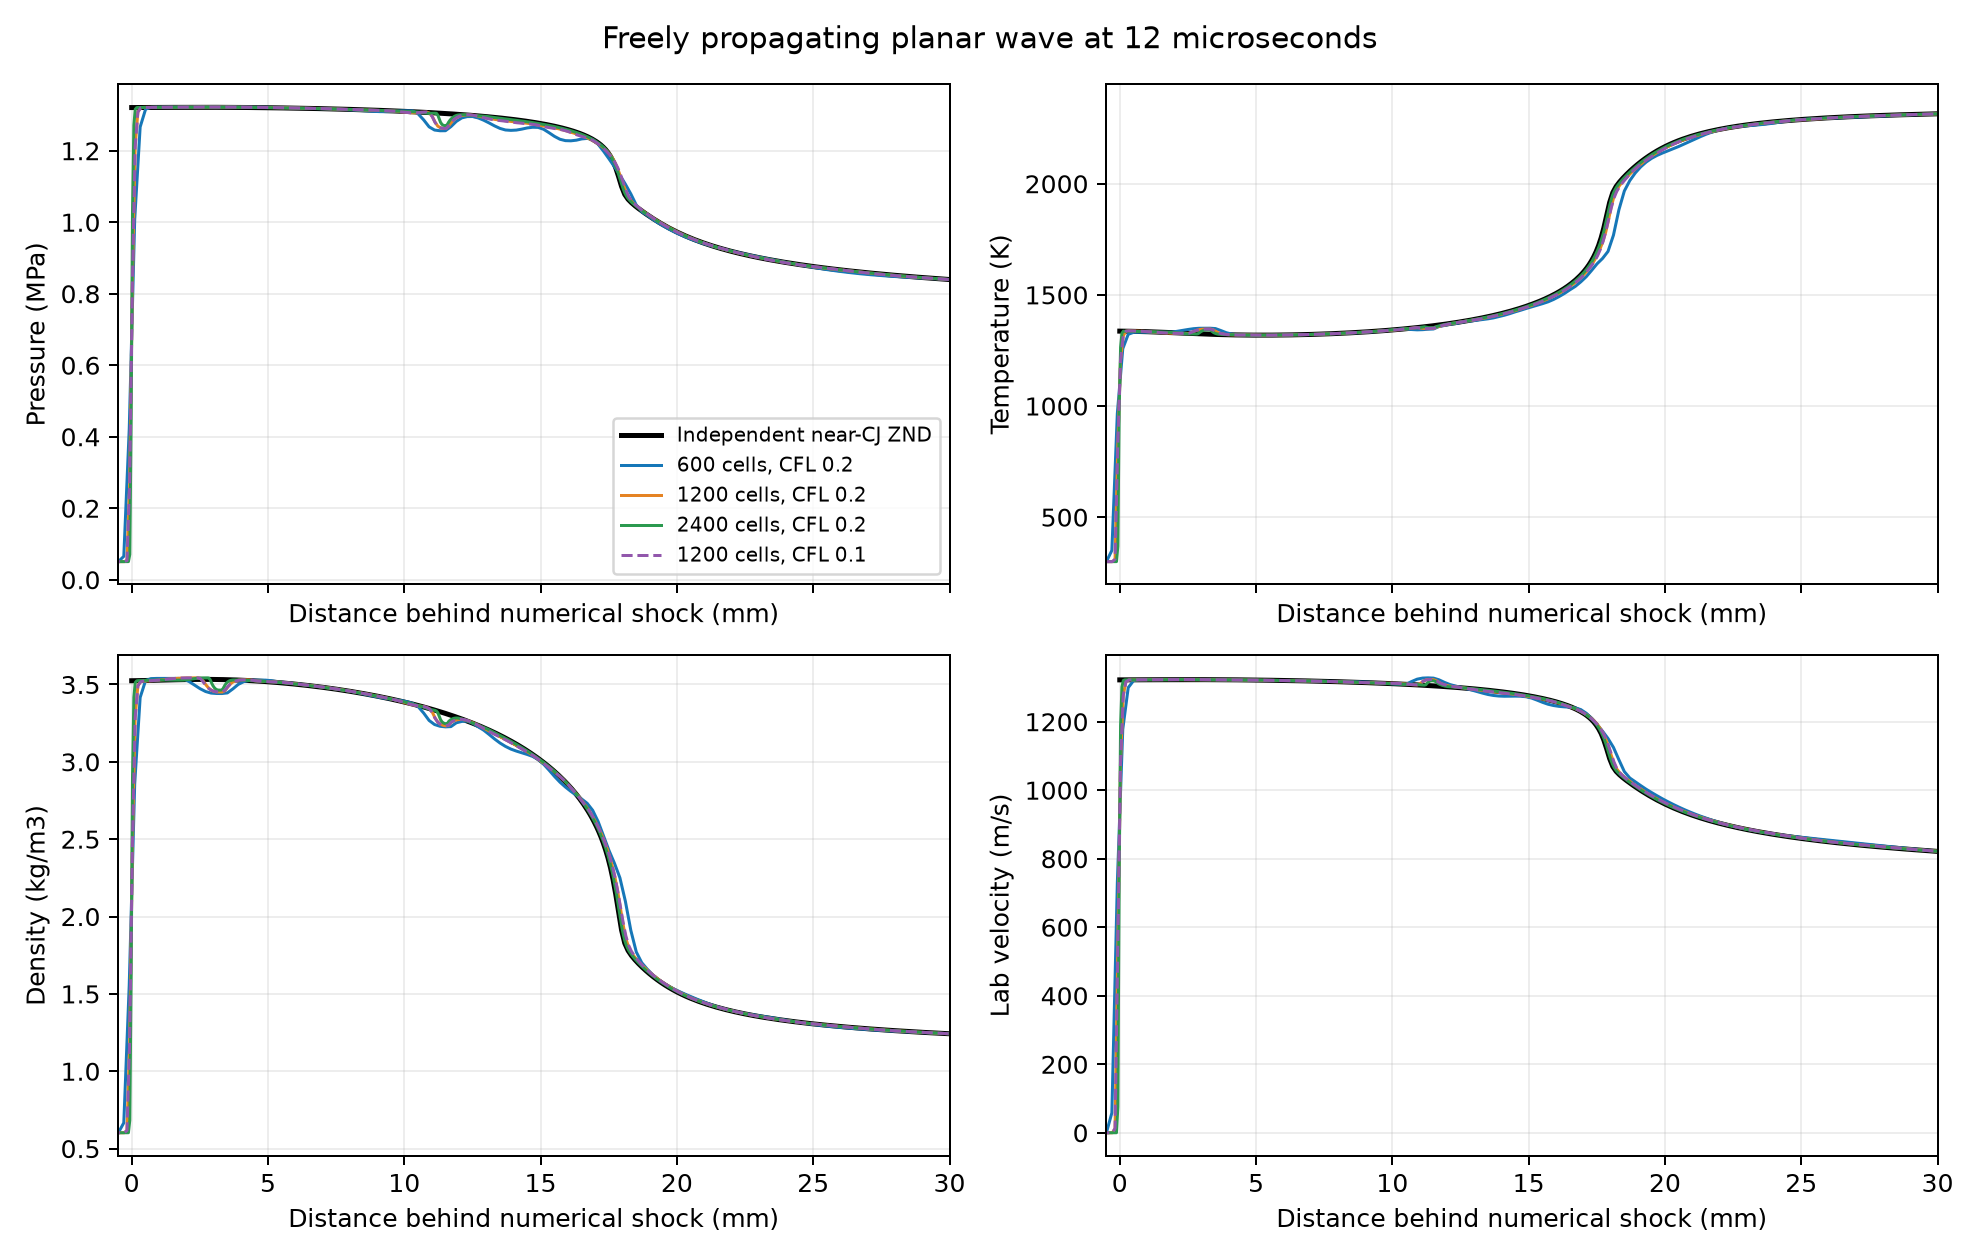 Freely propagating planar wave at 12 microseconds
Pressure (MPa)
1.2
1.0
0.8
0.6
0.4
0.2
0.0
Independent near-CJ ZND
600 cells, CFL 0.2
1200 cells, CFL 0.2
2400 cells, CFL 0.2
1200 cells, CFL 0.1
Distance behind numerical shock (mm)
Temperature (K)
2000
1500
1000
500
Distance behind numerical shock (mm)
Density (kg/m3)
3.5
3.0
2.5
2.0
1.5
1.0
0.5
0 5 10 15 20 25 30
Distance behind numerical shock (mm)
Lab velocity (m/s)
1200
1000
800
600
400
200
0
0 5 10 15 20 25 30
Distance behind numerical shock (mm)